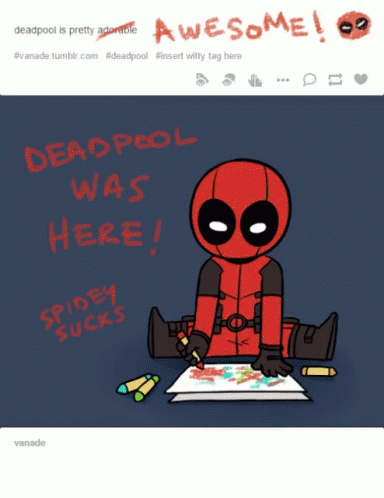 deadpool is pretty adorable AWESOME!
#vanade.tumblr.com #deadpool #insert witty tag here
DEADPOOL
WAS
HERE!
SPIDEY
SUCKS
vanade